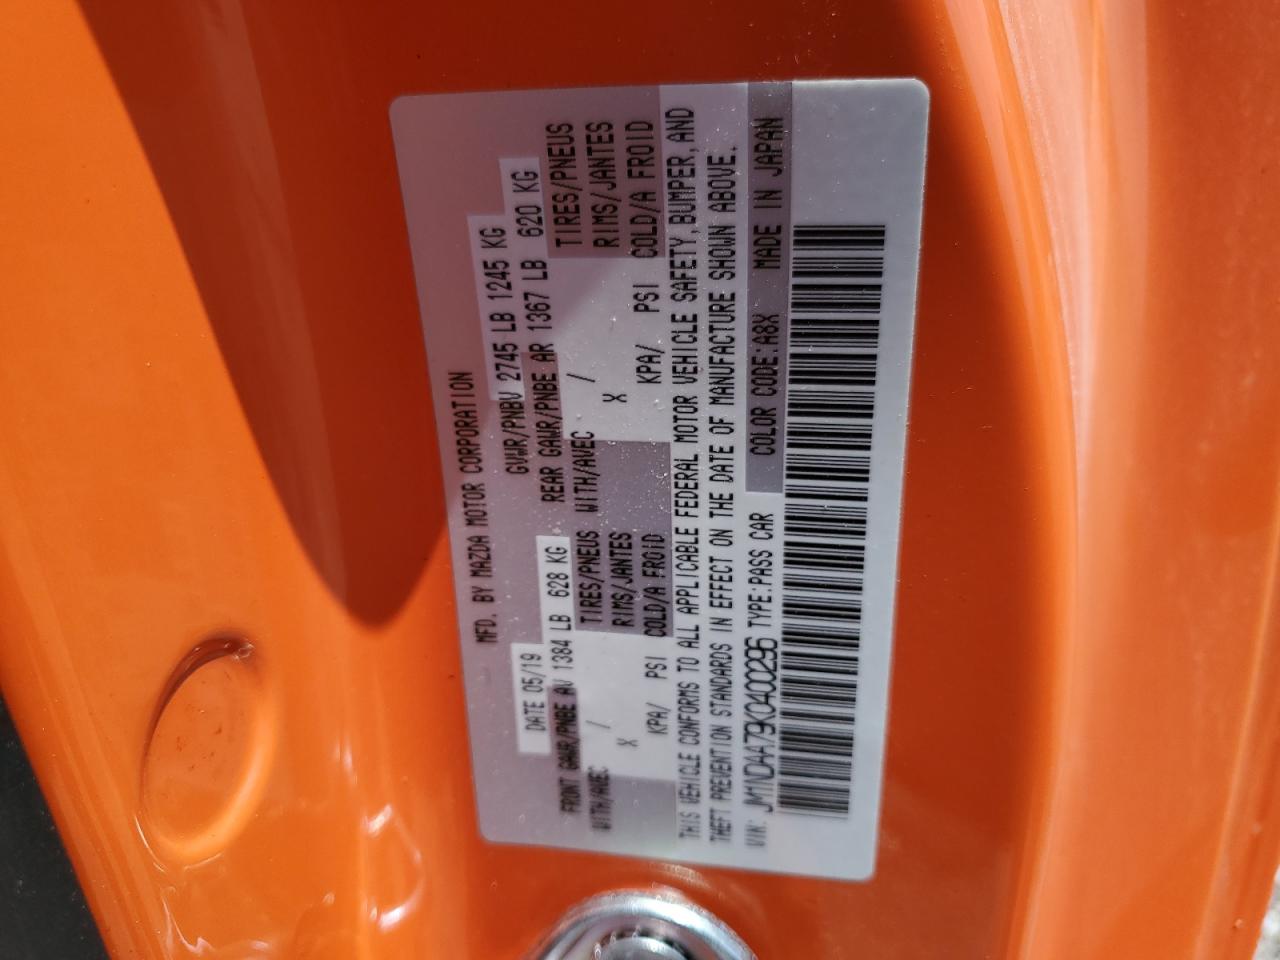 MFD. BY MAZDA MOTOR CORPORATION
DATE 05/19 GVWR/PNBV 2745 LB 1245 KG
FRONT GAWR/PNBE AV 1384 LB 628 KG REAR GAWR/PNBE AR 1367 LB 620 KG
WITH/AVEC / TIRES/PNEUS WITH/AVEC / TIRES/PNEUS
X RIMS/JANTES X RIMS/JANTES
KPA/ PSI COLD/A FROID KPA/ PSI COLD/A FROID
THIS VEHICLE CONFORMS TO ALL APPLICABLE FEDERAL MOTOR VEHICLE SAFETY, BUMPER, AND
THEFT PREVENTION STANDARDS IN EFFECT ON THE DATE OF MANUFACTURE SHOWN ABOVE.
VIN: JM1NDAA79K0400296 TYPE:PASS CAR COLOR CODE:A8X MADE IN JAPAN